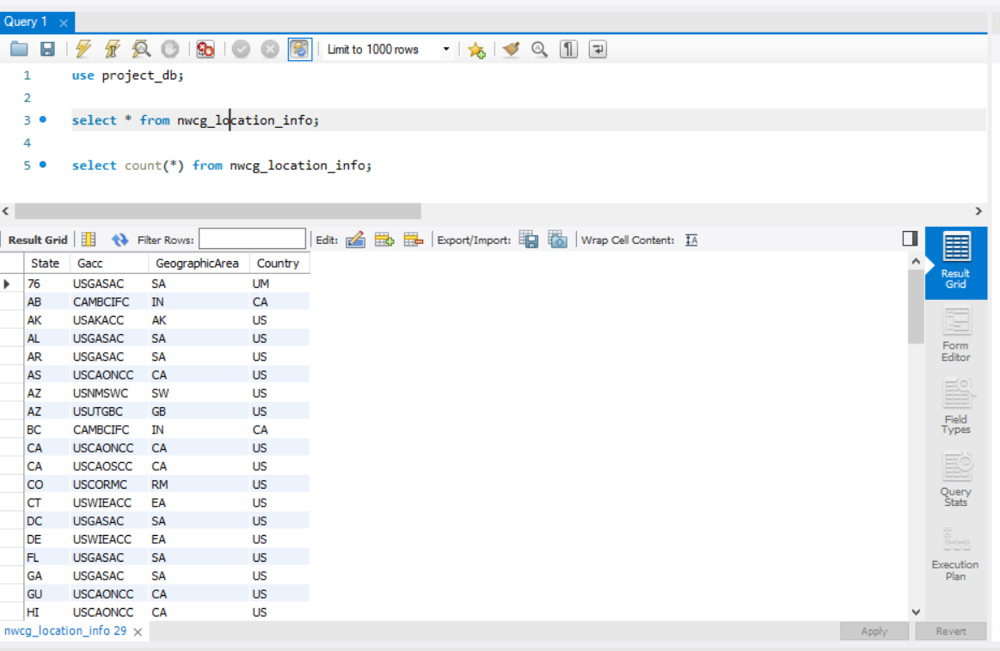 Query 1
Limit to 1000 rows
1 use project_db;
2
3 select * from nwcg_location_info;
4
5 select count(*) from nwcg_location_info;
Result Grid Filter Rows: Edit: Export/Import: Wrap Cell Content:
State Gacc GeographicArea Country
76 USGASAC SA UM
AB CAMBCIFC IN CA
AK USAKACC AK US
AL USGASAC SA US
AR USGASAC SA US
AS USCAONCC CA US
AZ USNMSWC SW US
AZ USUTGBC GB US
BC CAMBCIFC IN CA
CA USCAONCC CA US
CA USCAOSCC CA US
CO USCORMC RM US
CT USWIEACC EA US
DC USGASAC SA US
DE USWIEACC EA US
FL USGASAC SA US
GA USGASAC SA US
GU USCAONCC CA US
HI USCAONCC CA US
Result
Grid
Form
Editor
Field
Types
Query
Stats
Execution
Plan
nwcg_location_info 29
Apply Revert